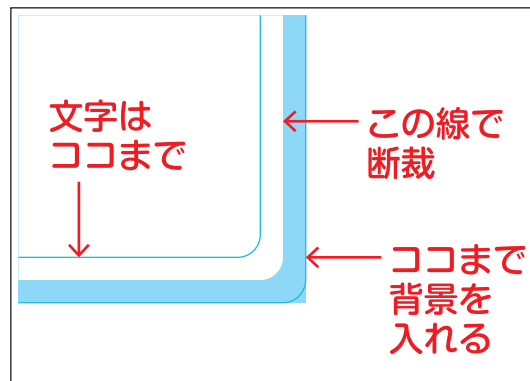 文字は
ココまで
この線で
断裁
ココまで
背景を
入れる